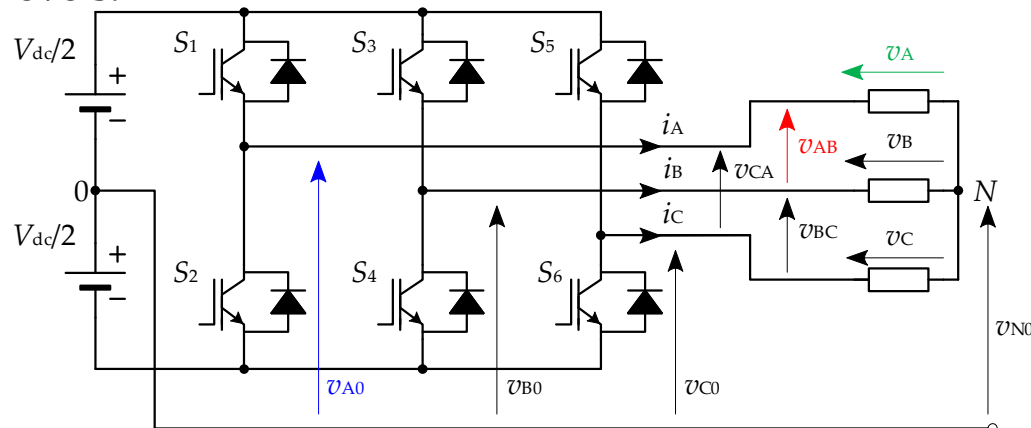 Vdc/2
+
−
0
Vdc/2
+
−
S1
S3
S5
S2
S4
S6
iA
iB
iC
vA
vAB
vB
vCA
vBC
vC
N
vA0
vB0
vC0
vN0